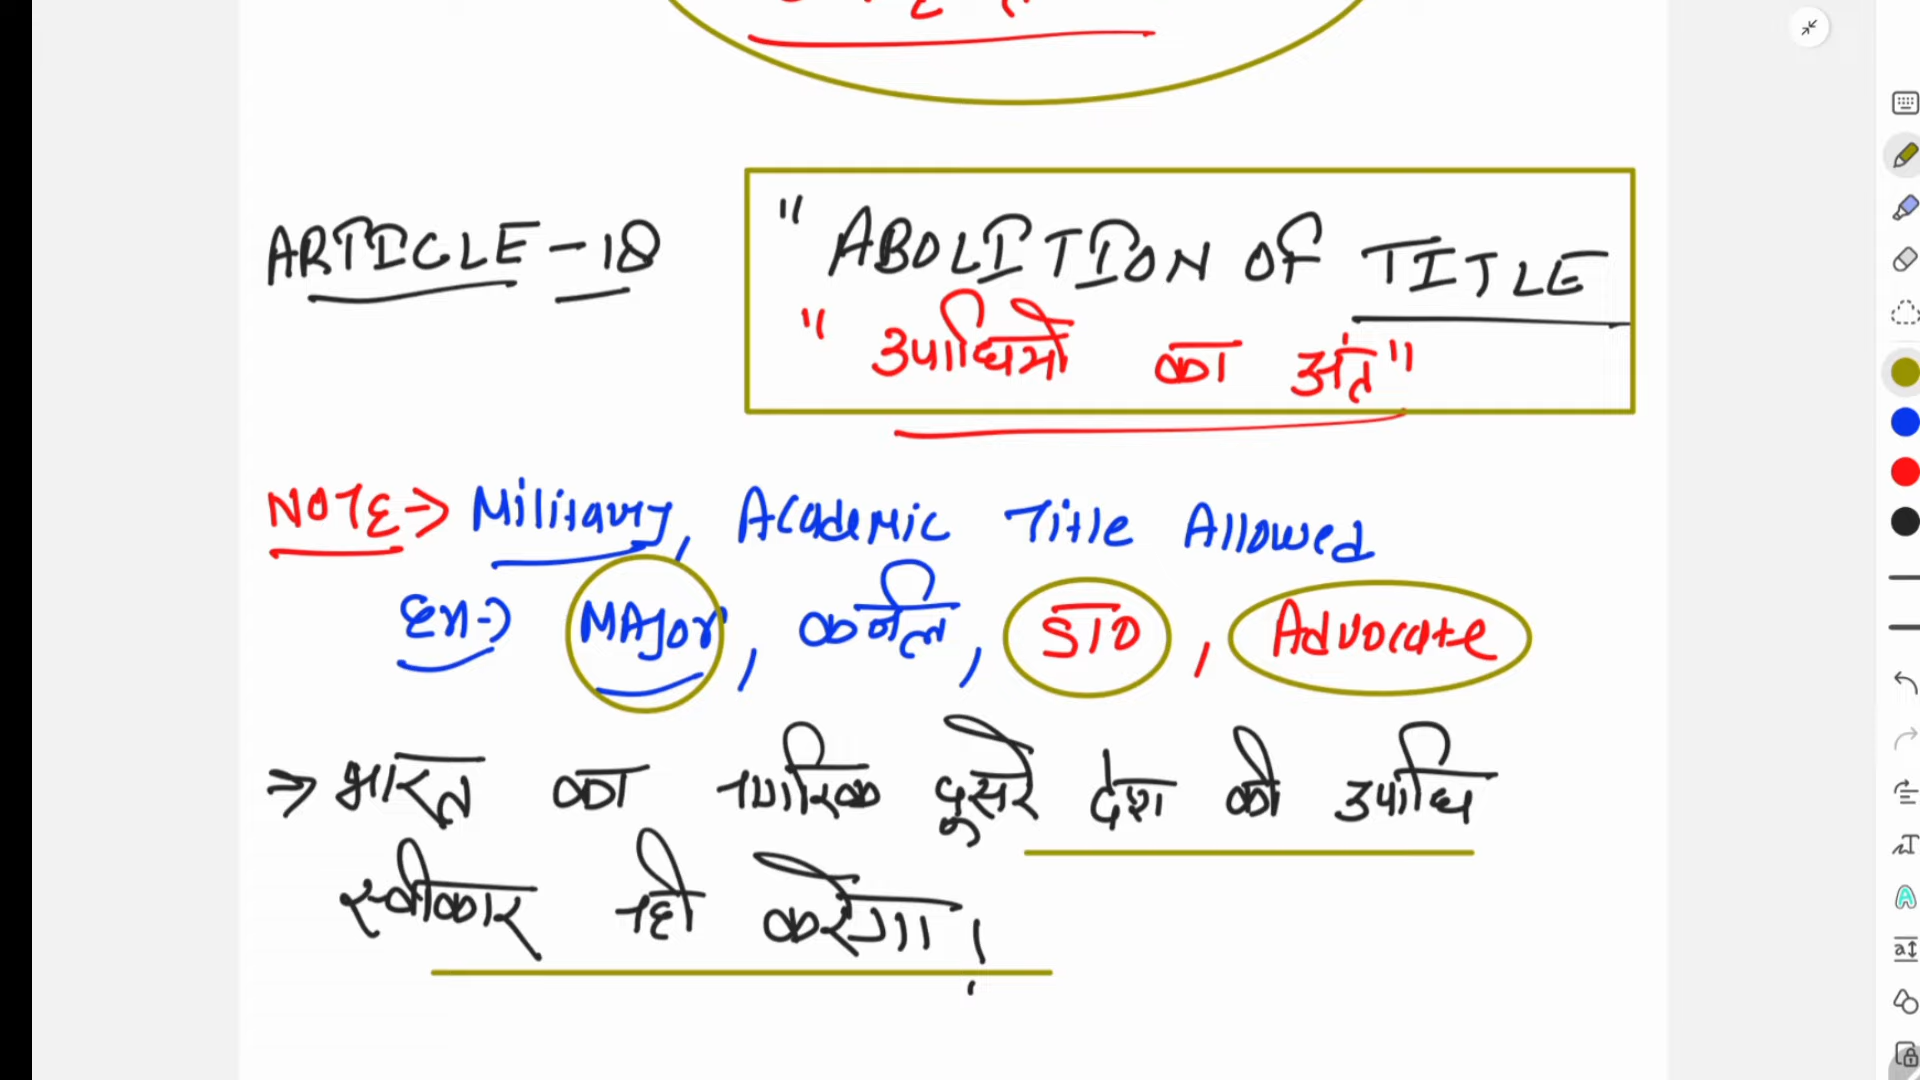 ARTICLE-18
" ABOLITION OF TITLE
" उपाधियो का अंत"
NOTE → Military, Academic Title Allowed
Ex→ MAJOR, कर्नल, डॉ०, Advocate
⇒ भारत का नागरिक दूसरे देश की उपाधि
स्वीकार नही करेगा।